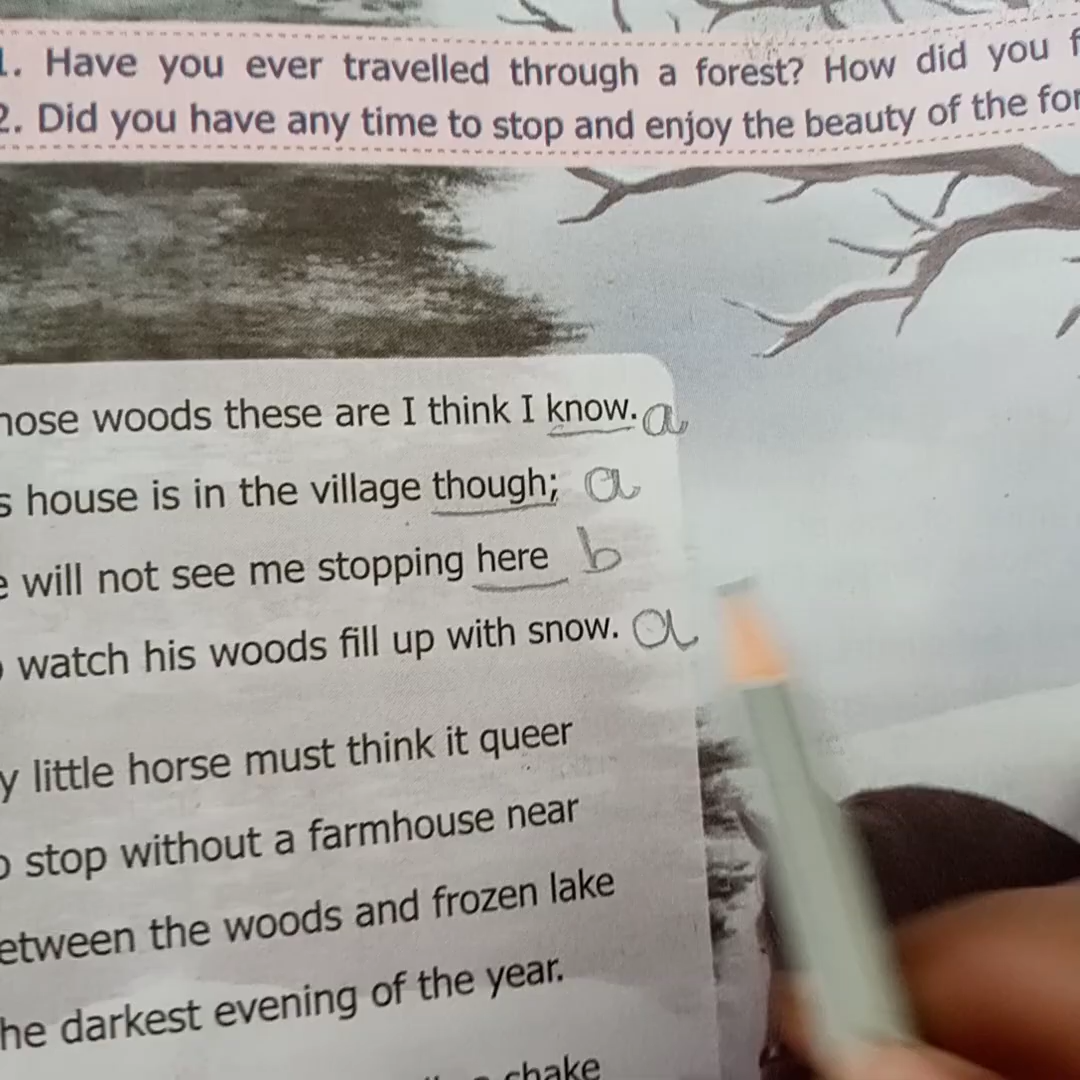 1. Have you ever travelled through a forest? How did you
2. Did you have any time to stop and enjoy the beauty of the
woods these are I think I know. a
house is in the village though; a
will not see me stopping here b
watch his woods fill up with snow. a
little horse must think it queer
stop without a farmhouse near
the woods and frozen lake
darkest evening of the year.
shake